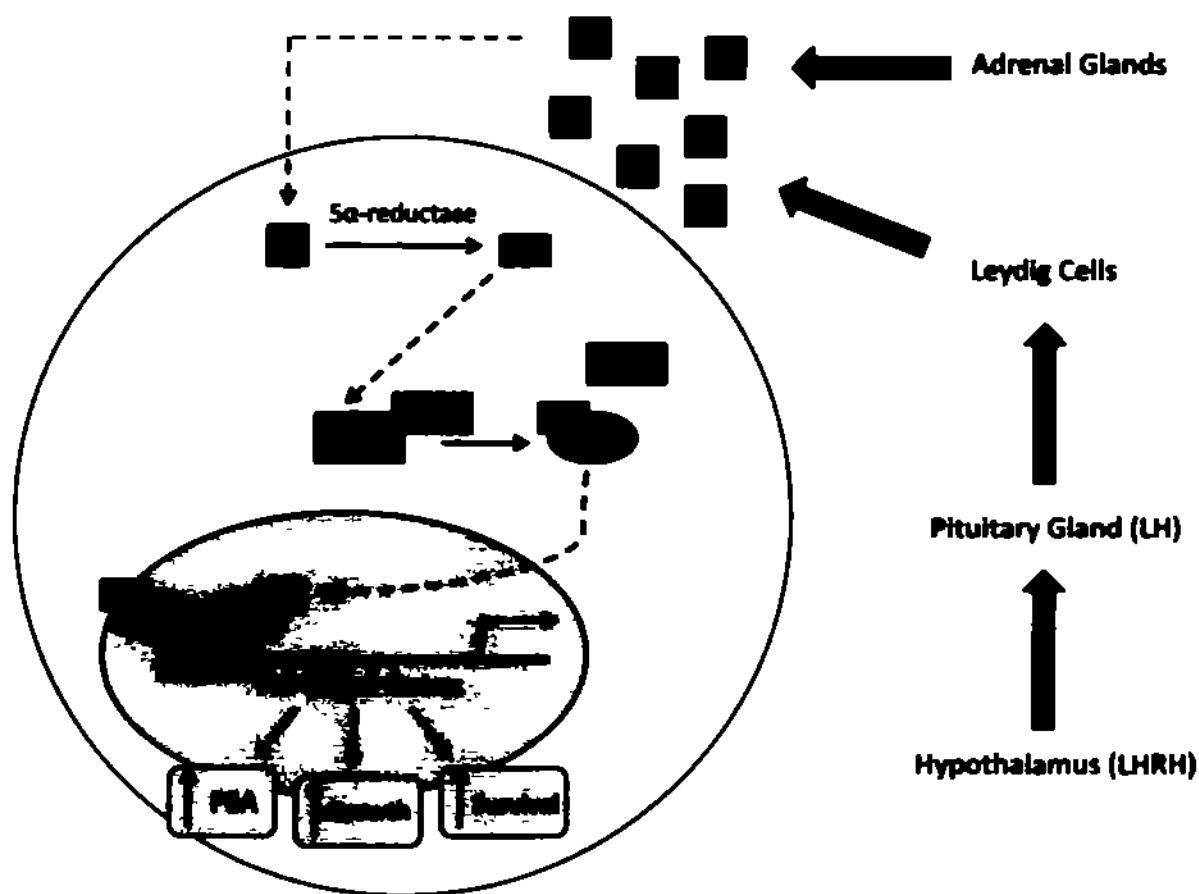 Adrenal Glands
5α-reductase
Leydig Cells
Pituitary Gland (LH)
Hypothalamus (LHRH)
PSA
Growth
Survival